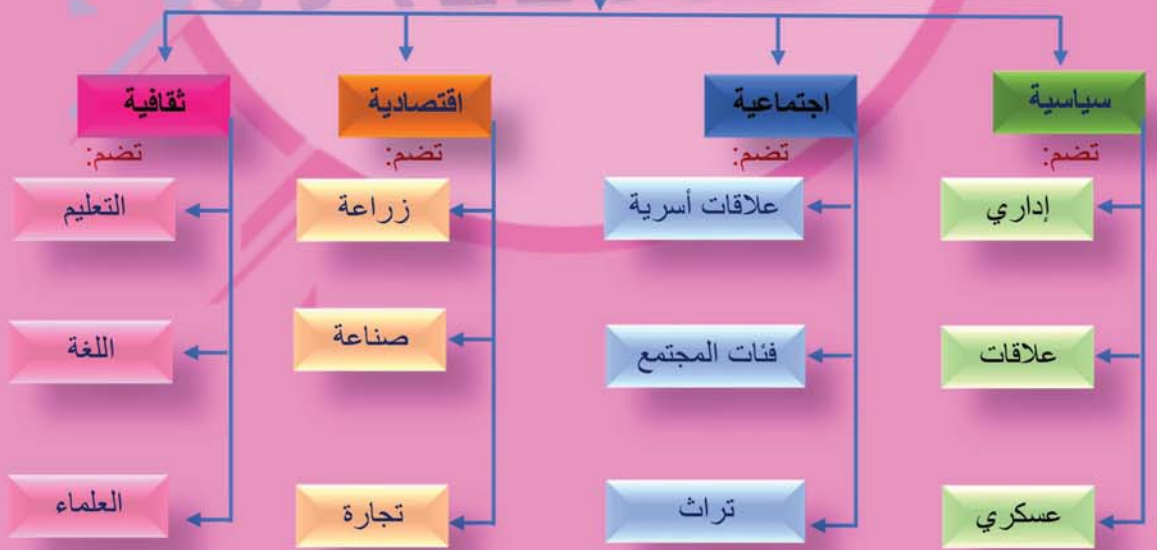 سياسية
تضم:
إداري
علاقات
عسكري
اجتماعية
تضم:
علاقات أسرية
فئات المجتمع
تراث
اقتصادية
تضم:
زراعة
صناعة
تجارة
ثقافية
تضم:
التعليم
اللغة
العلماء